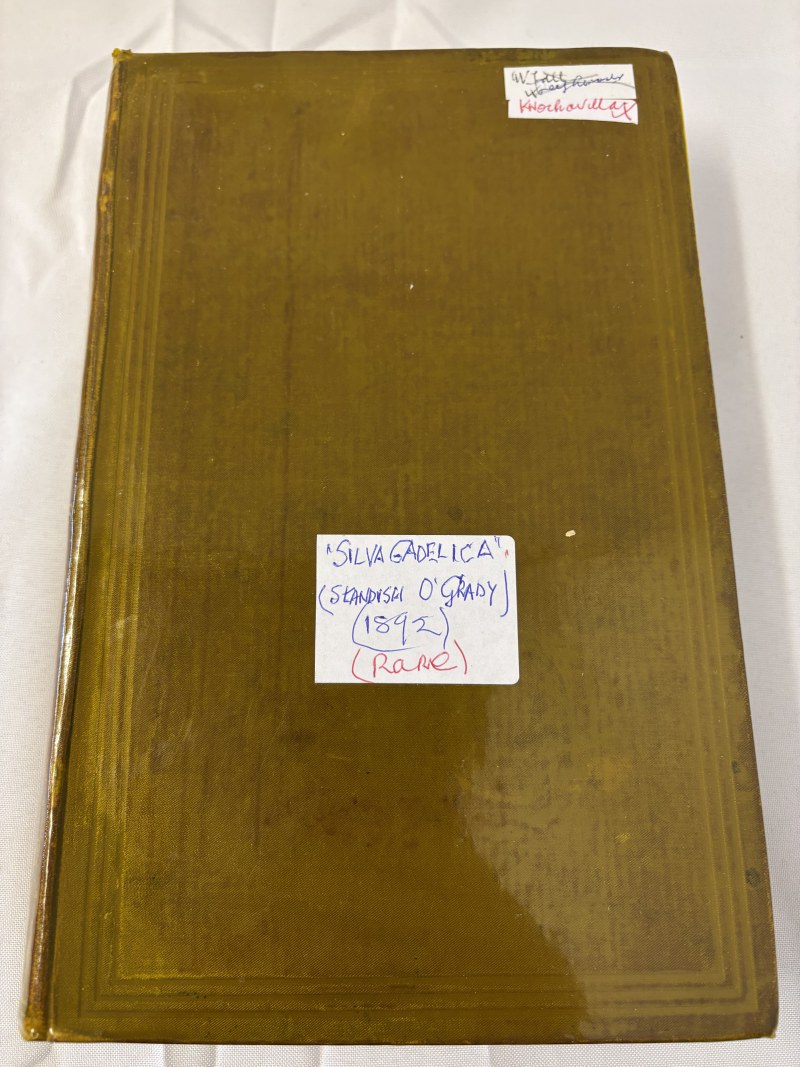 Knockavilla
"SILVA GADELICA"
(STANDISH O'GRADY)
(1892)
(RARE)